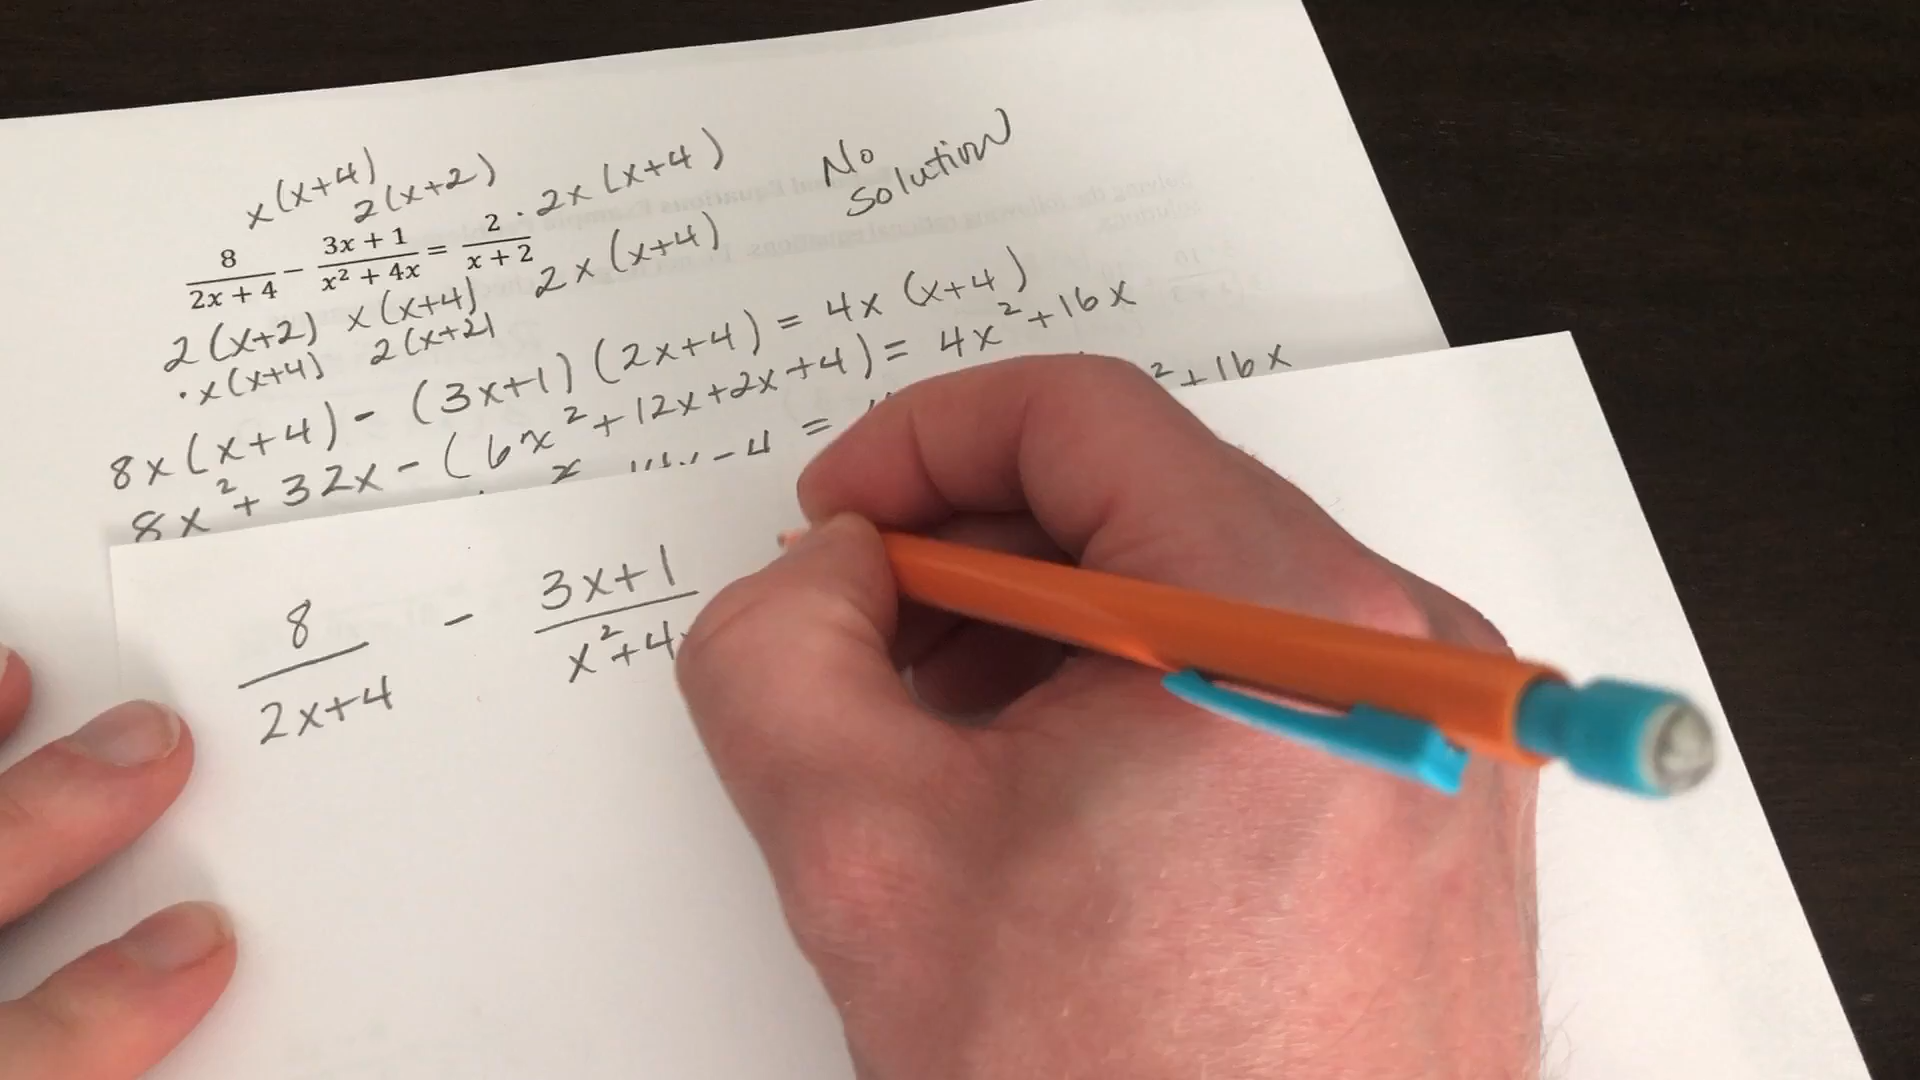 x(x+4)
2(x+2)
8/(2x + 4) − (3x + 1)/(x² + 4x) = 2/(x + 2) · 2x(x+4)
2(x+2) x(x+4) 2x(x+4)
·x(x+4) 2(x+2)
No
Solution
8x(x+4) - (3x+1)(2x+4) = 4x(x+4)
8x²+32x-(6x²+12x+2x+4) = 4x²+16x
-4 = ²+16x
8/(2x+4) - (3x+1)/(x²+4